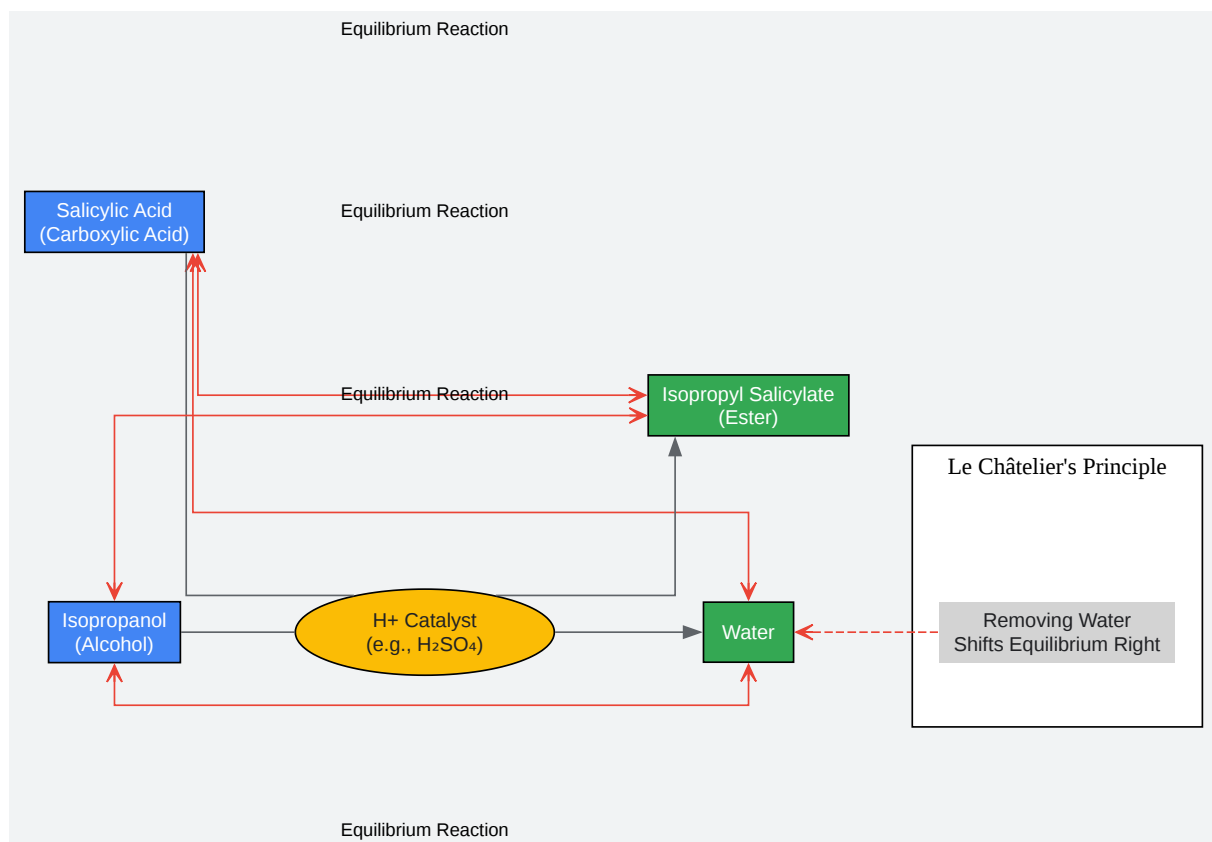 Equilibrium Reaction
Salicylic Acid
(Carboxylic Acid)
Equilibrium Reaction
Equilibrium Reaction
Isopropyl Salicylate
(Ester)
Le Châtelier's Principle
Isopropanol
(Alcohol)
H+ Catalyst
(e.g., H₂SO₄)
Water
Removing Water
Shifts Equilibrium Right
Equilibrium Reaction